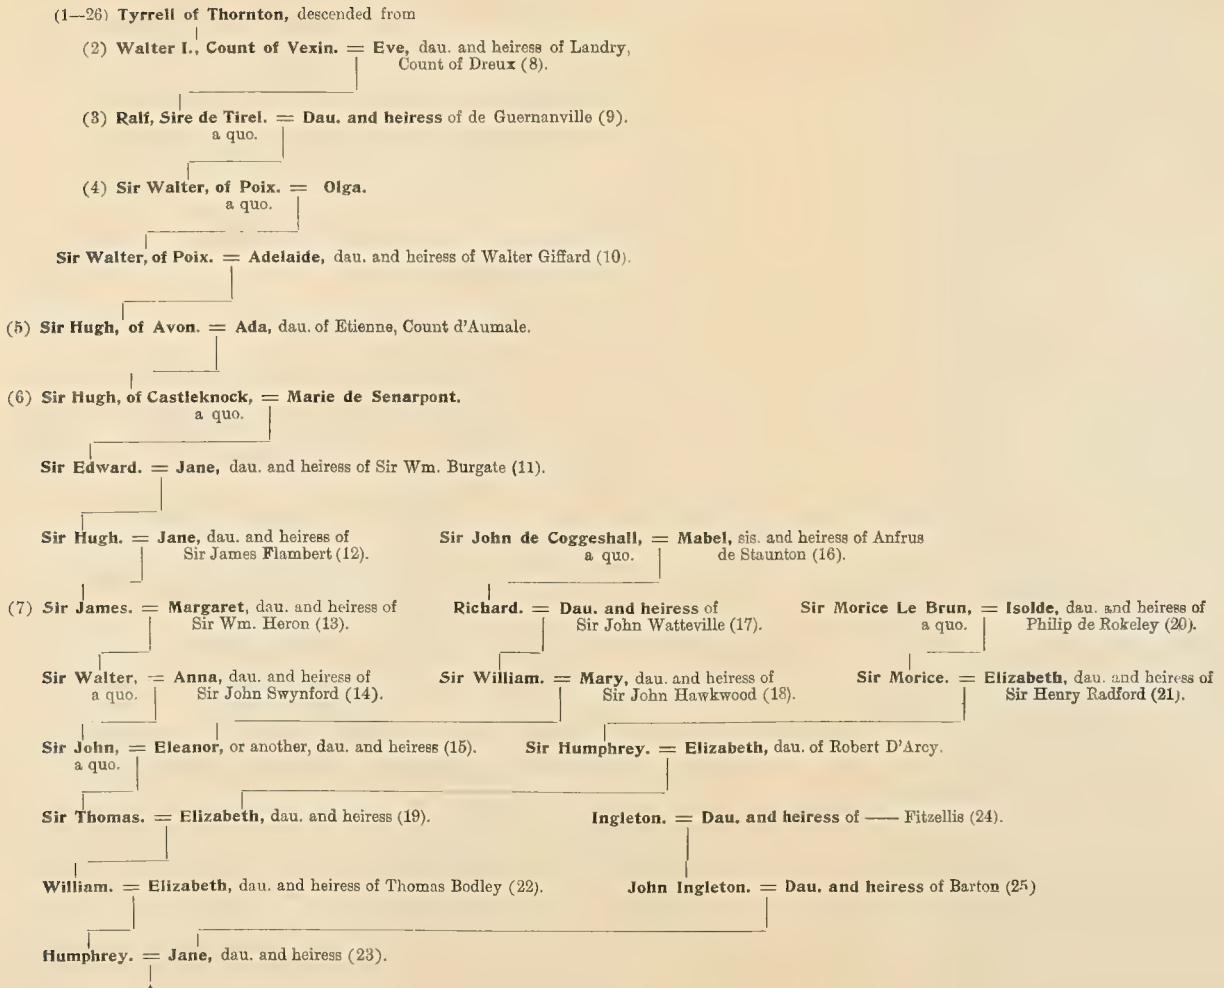 (1—26) Tyrrell of Thornton, descended from
(2) Walter I., Count of Vexin. = Eve, dau. and heiress of Landry,
Count of Dreux (8).
(3) Ralf, Sire de Tirel. = Dau. and heiress of de Guernanville (9).
a quo.
(4) Sir Walter, of Poix. = Olga.
a quo.
Sir Walter, of Poix. = Adelaide, dau. and heiress of Walter Giffard (10).
(5) Sir Hugh, of Avon. = Ada, dau. of Etienne, Count d'Aumale.
(6) Sir Hugh, of Castleknock, = Marie de Senarpont.
a quo.
Sir Edward. = Jane, dau. and heiress of Sir Wm. Burgate (11).
Sir Hugh. = Jane, dau. and heiress of Sir John de Coggeshall, = Mabel, sis. and heiress of Anfrus
Sir James Flambert (12). a quo. de Staunton (16).
(7) Sir James. = Margaret, dau. and heiress of Richard. = Dau. and heiress of Sir Morice Le Brun, = Isolde, dau. and heiress of
Sir Wm. Heron (13). Sir John Watteville (17). a quo. Philip de Rokeley (20).
Sir Walter, = Anna, dau. and heiress of Sir William. = Mary, dau. and heiress of Sir Morice. = Elizabeth, dau. and heiress of
a quo. Sir John Swynford (14). Sir John Hawkwood (18). Sir Henry Radford (21).
Sir John, = Eleanor, or another, dau. and heiress (15). Sir Humphrey. = Elizabeth, dau. of Robert D'Arcy.
a quo.
Sir Thomas. = Elizabeth, dau. and heiress (19). Ingleton. = Dau. and heiress of —— Fitzellis (24).
William. = Elizabeth, dau. and heiress of Thomas Bodley (22). John Ingleton. = Dau. and heiress of Barton (25)
Humphrey. = Jane, dau. and heiress (23).